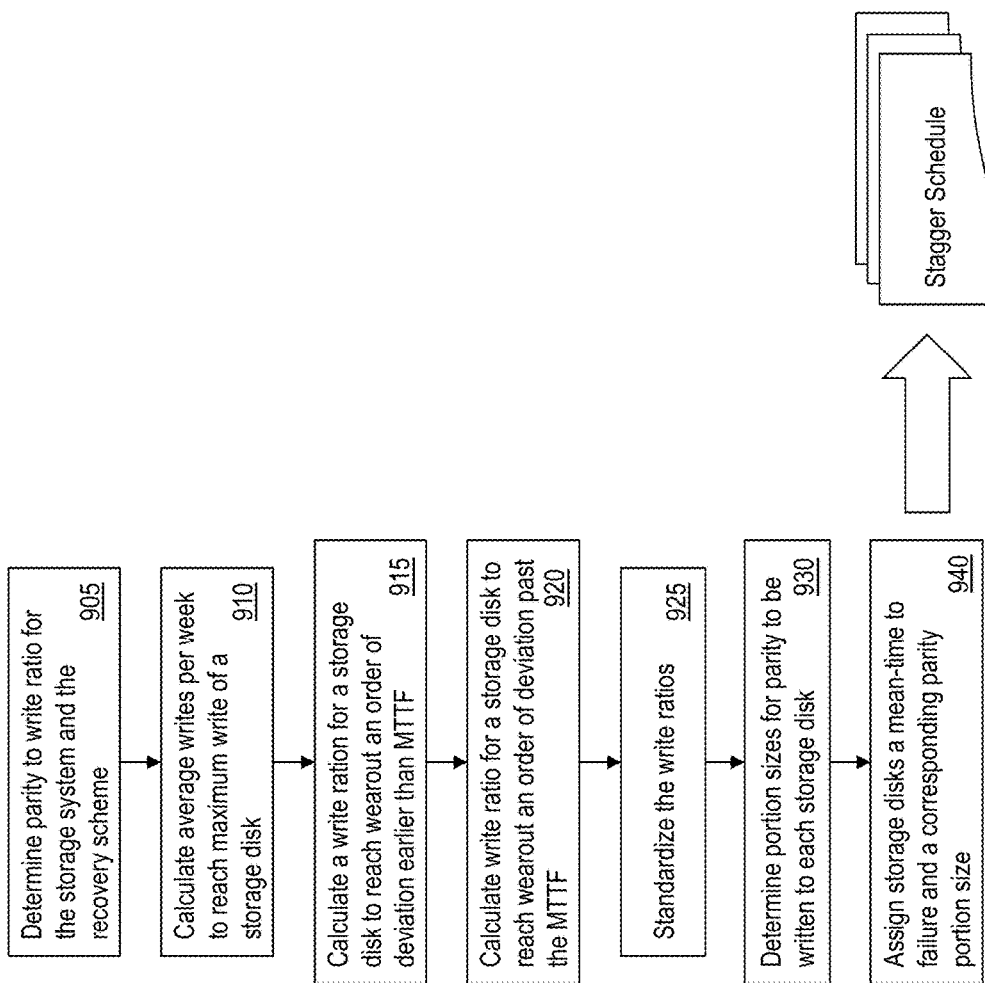 Determine parity to write ratio for
the storage system and the
recovery scheme
905
Calculate average writes per week
to reach maximum write of a
storage disk
910
Calculate a write ration for a storage
disk to reach wearout an order of
deviation earlier than MTTF
915
Calculate write ratio for a storage disk to
reach wearout an order of deviation past
the MTTF
920
Standardize the write ratios
925
Determine portion sizes for parity to be
written to each storage disk
930
Assign storage disks a mean-time to
failure and a corresponding parity
portion size
940
Stagger Schedule